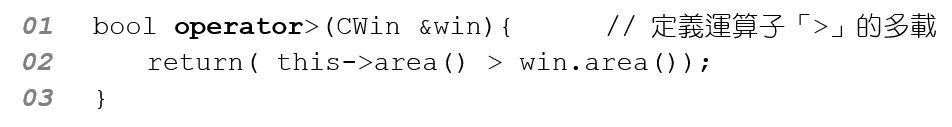 01 bool operator>(CWin &win){ // 定義運算子「>」的多載
02 return( this->area() > win.area());
03 }